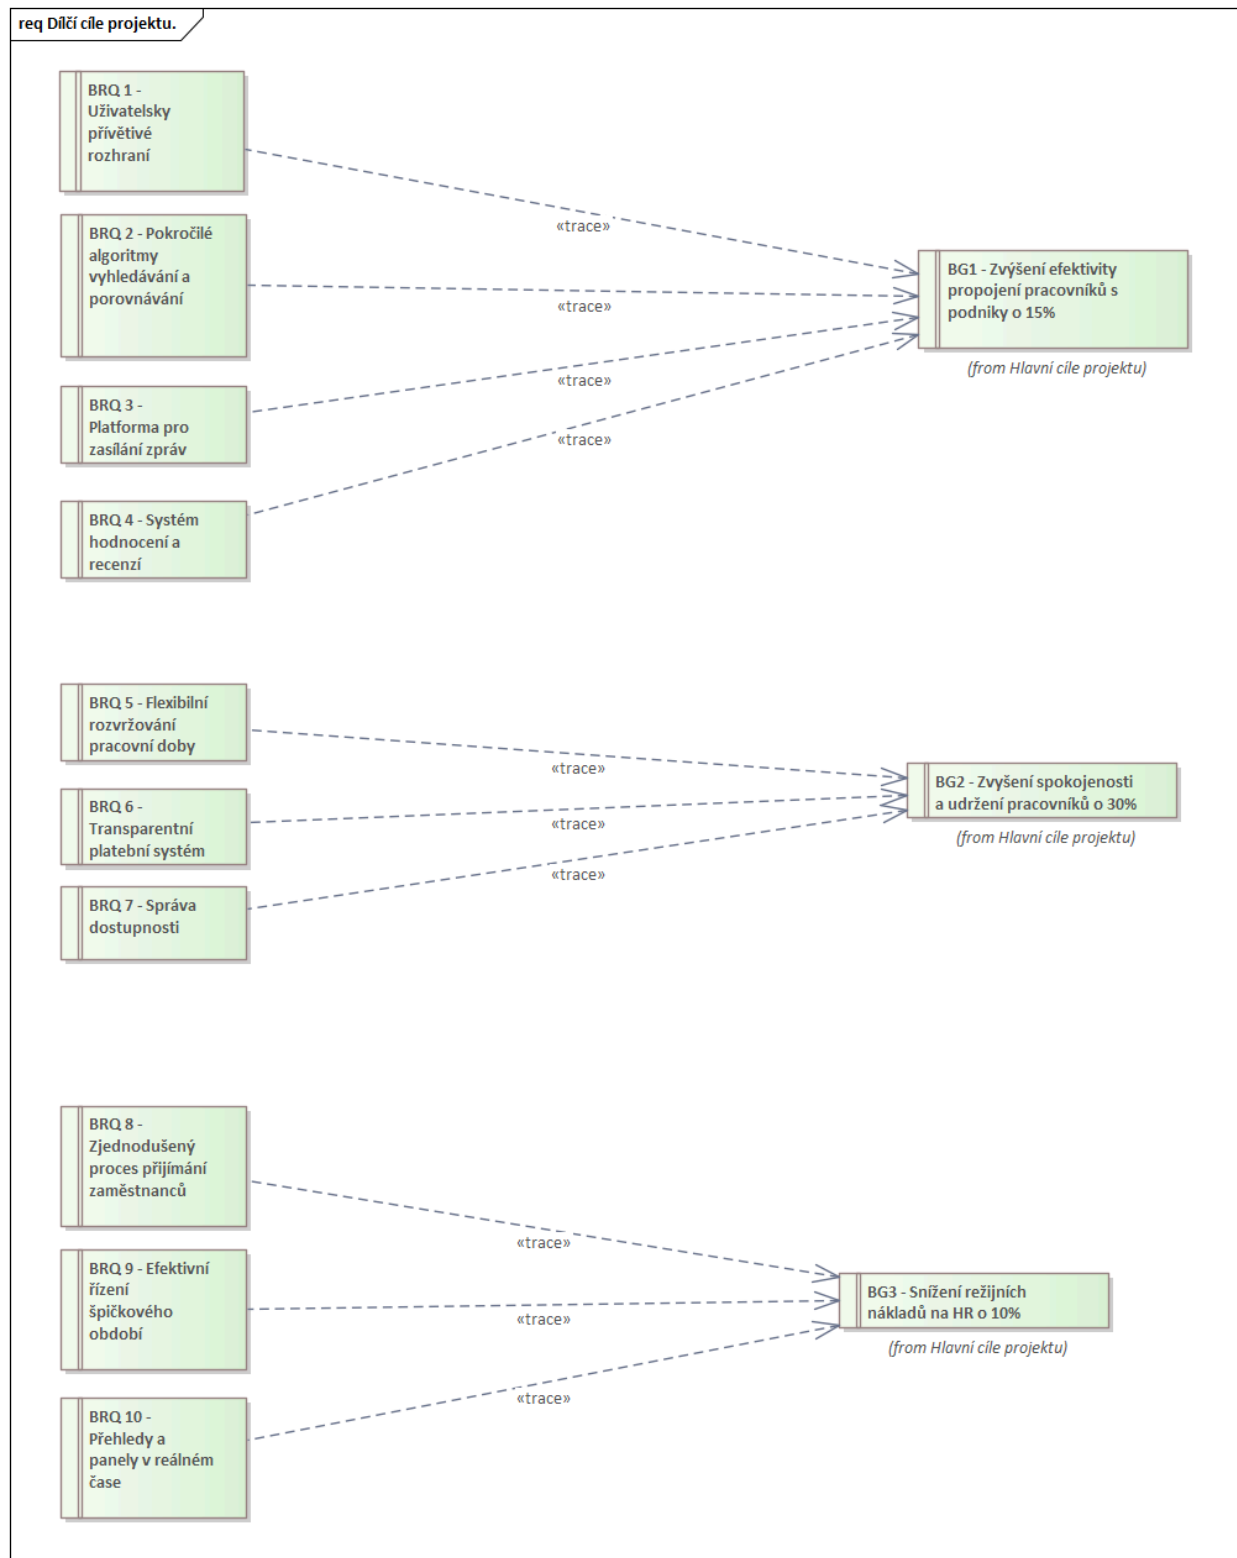 req Dílčí cíle projektu.
BRQ 1 -
Uživatelsky
přívětivé
rozhraní
«trace»
BRQ 2 - Pokročilé
algoritmy
vyhledávání a
porovnávání
«trace»
BG1 - Zvýšení efektivity
propojení pracovníků s
podniky o 15%
(from Hlavní cíle projektu)
BRQ 3 -
Platforma pro
zasílání zpráv
«trace»
«trace»
BRQ 4 - Systém
hodnocení a
recenzí
BRQ 5 - Flexibilní
rozvržování
pracovní doby
«trace»
BG2 - Zvyšení spokojenosti
a udržení pracovníků o 30%
(from Hlavní cíle projektu)
BRQ 6 -
Transparentní
platební systém
«trace»
«trace»
BRQ 7 - Správa
dostupnosti
BRQ 8 -
Zjednodušený
proces přijímání
zaměstnanců
«trace»
BRQ 9 - Efektivní
řízení
špičkového
období
«trace»
BG3 - Snížení režijních
nákladů na HR o 10%
(from Hlavní cíle projektu)
«trace»
BRQ 10 -
Přehledy a
panely v reálném
čase